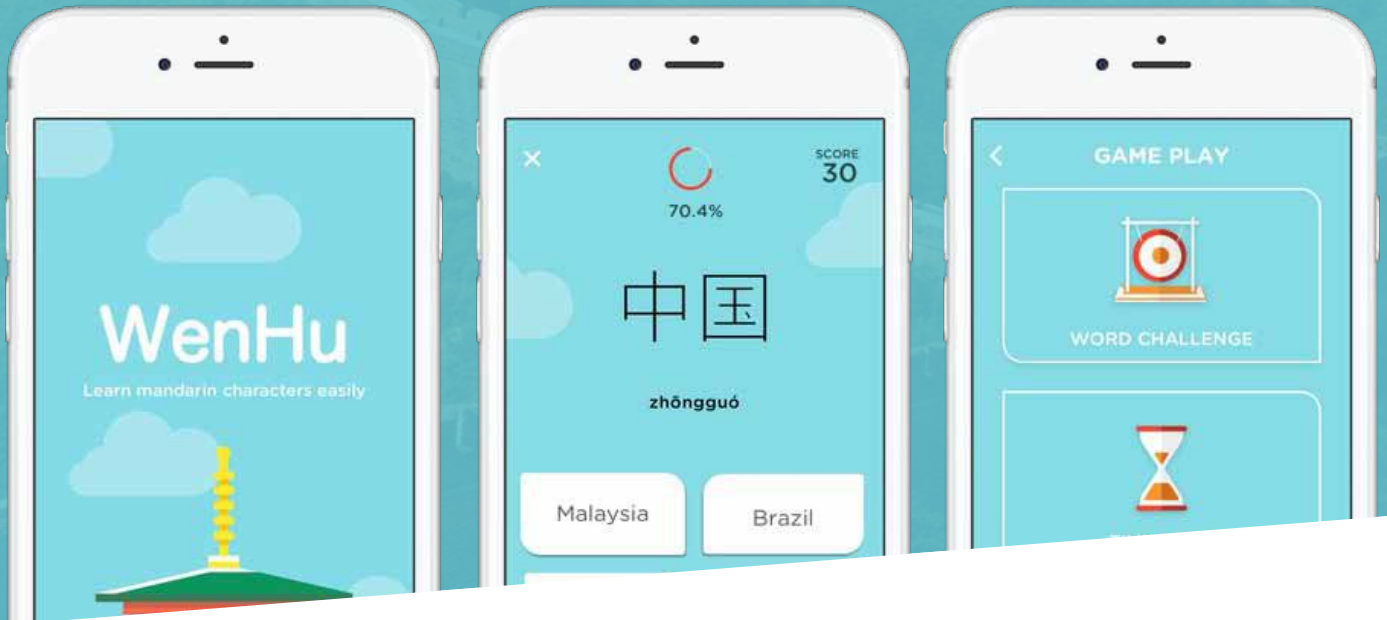 WenHu
Learn mandarin characters easily
SCORE
30
70.4%
中国
zhōngguó
Malaysia
Brazil
GAME PLAY
WORD CHALLENGE